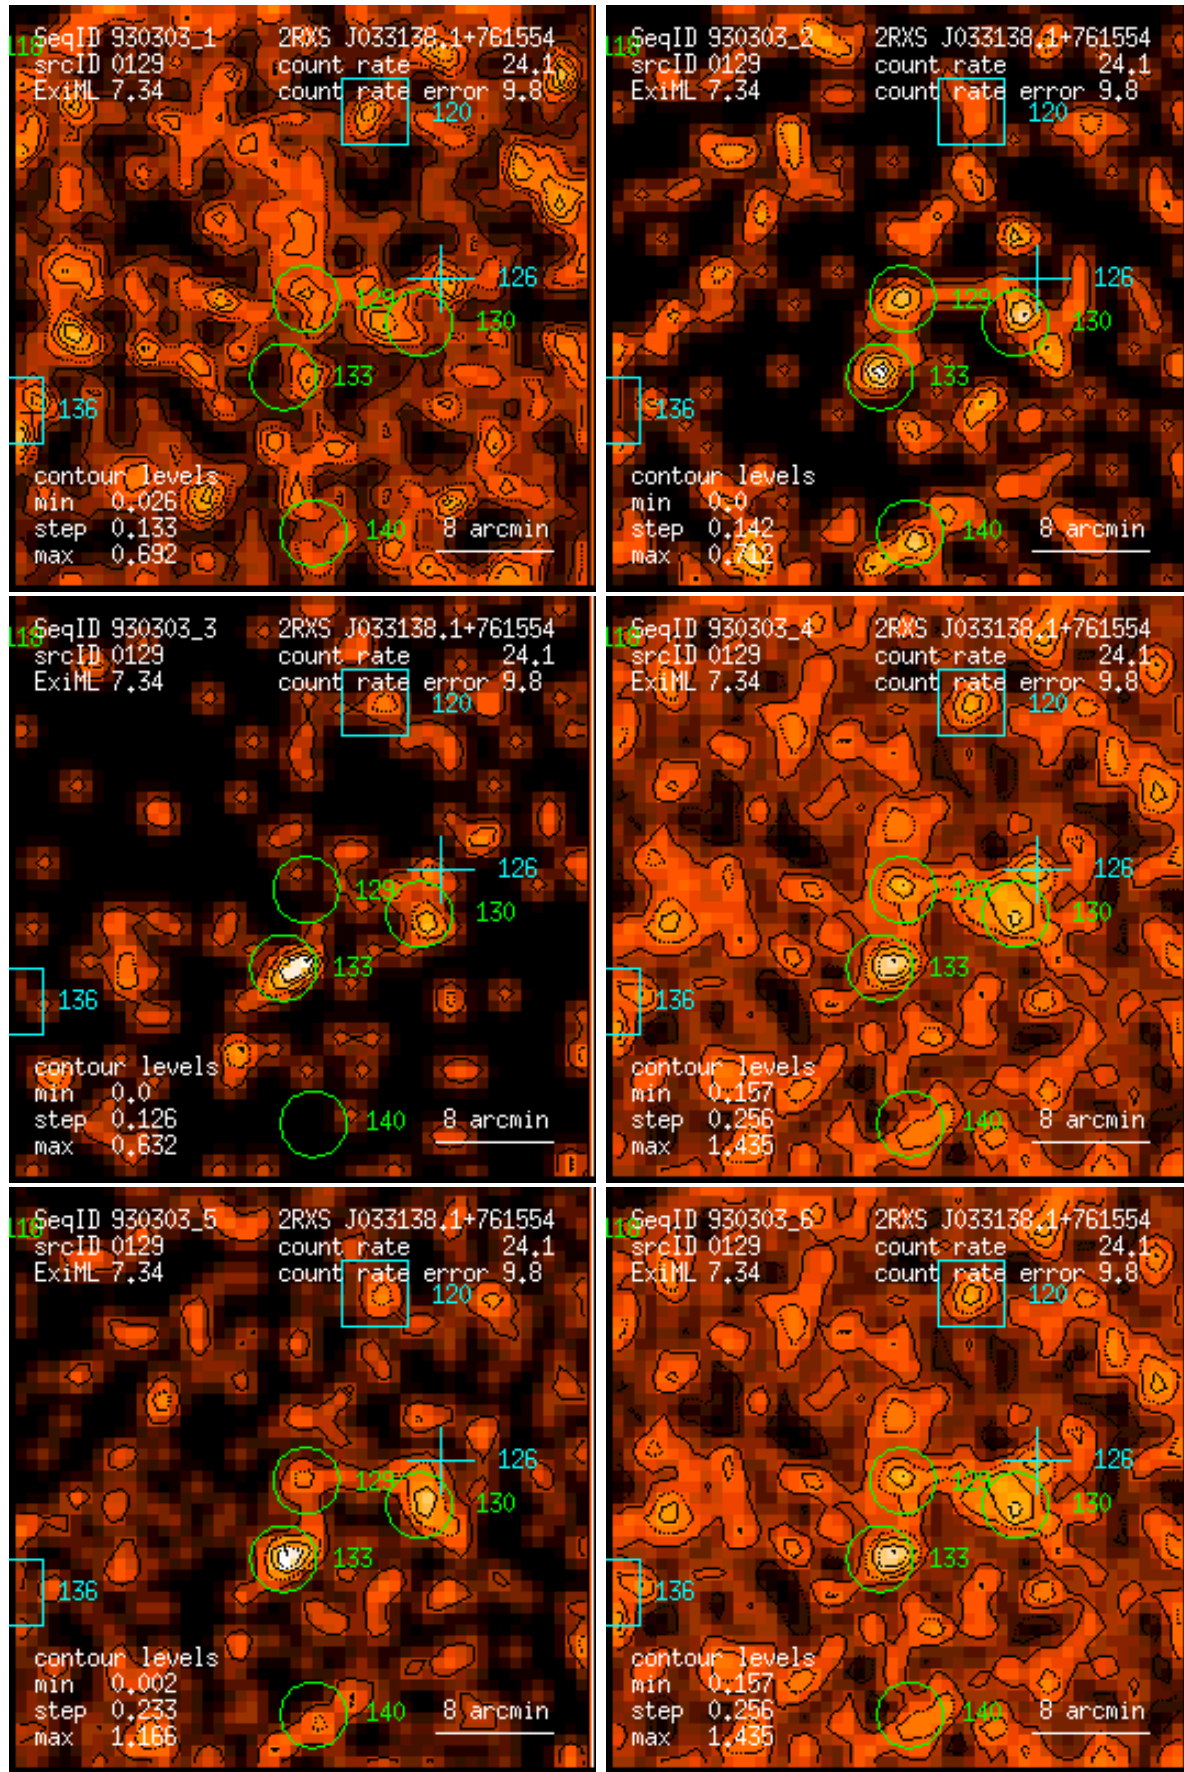 SeqID 930303_1 2RXS J033138.1+761554
118
srcID 0129 count rate 24.1
ExiML 7.34 count rate error 9.8
120
126
129
130
133
136
contour levels
min 0.026
step 0.133 140 8 arcmin
max 0.692
SeqID 930303_2 2RXS J033138.1+761554
118
srcID 0129 count rate 24.1
ExiML 7.34 count rate error 9.8
120
126
129
130
133
136
contour levels
min 0.0
step 0.142 140 8 arcmin
max 0.712
SeqID 930303_3 2RXS J033138.1+761554
118
srcID 0129 count rate 24.1
ExiML 7.34 count rate error 9.8
120
126
129
130
133
136
contour levels
min 0.0
step 0.126 140 8 arcmin
max 0.632
SeqID 930303_4 2RXS J033138.1+761554
118
srcID 0129 count rate 24.1
ExiML 7.34 count rate error 9.8
120
126
129
130
133
136
contour levels
min 0.157
step 0.256 140 8 arcmin
max 1.435
SeqID 930303_5 2RXS J033138.1+761554
118
srcID 0129 count rate 24.1
ExiML 7.34 count rate error 9.8
120
126
129
130
133
136
contour levels
min 0.002
step 0.233 140 8 arcmin
max 1.166
SeqID 930303_6 2RXS J033138.1+761554
118
srcID 0129 count rate 24.1
ExiML 7.34 count rate error 9.8
120
126
129
130
133
136
contour levels
min 0.157
step 0.256 140 8 arcmin
max 1.435